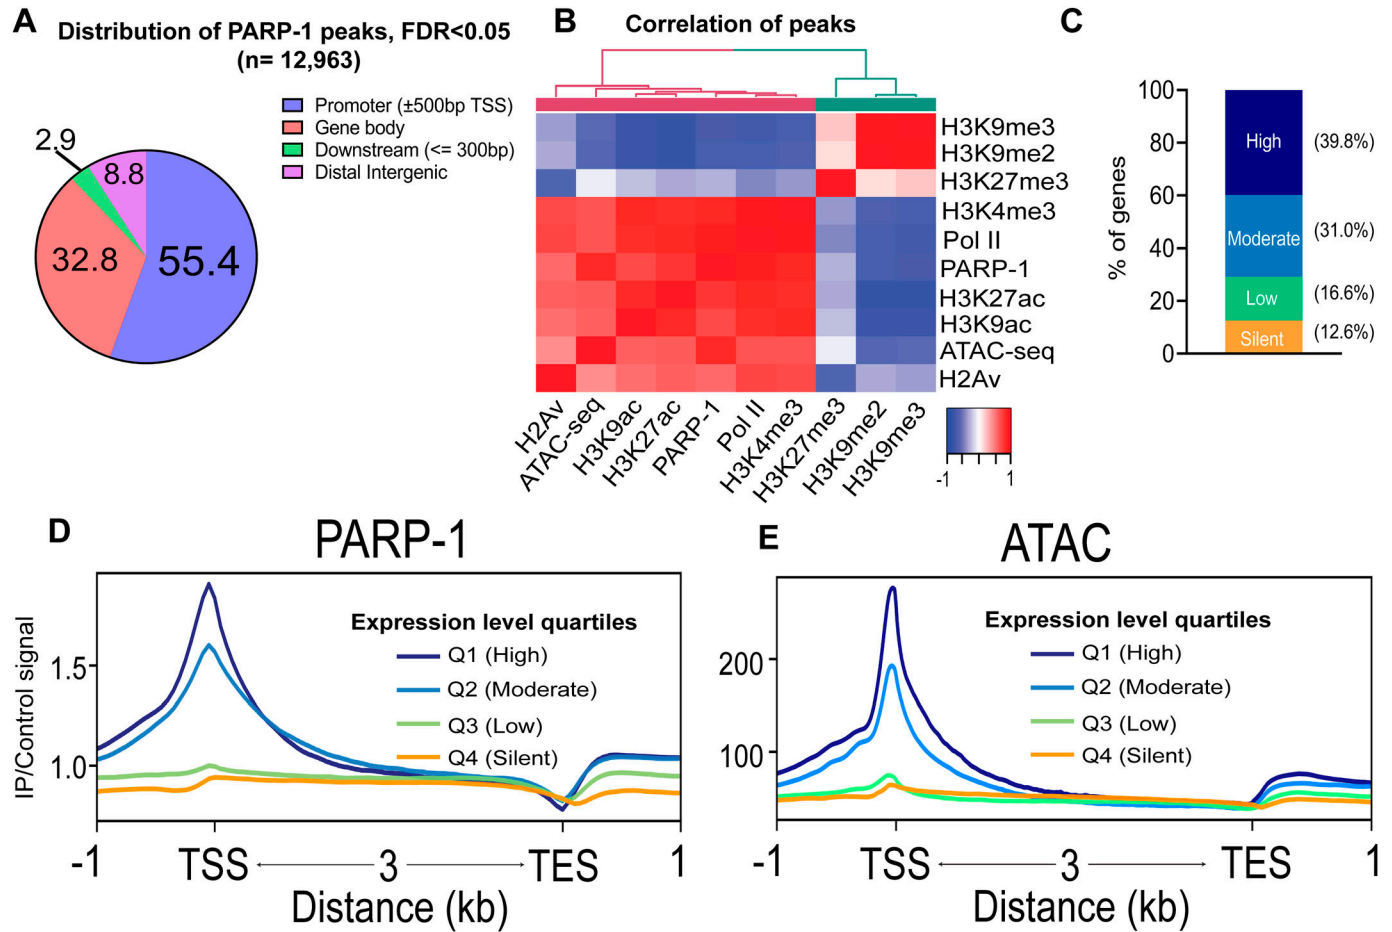 A
Distribution of PARP-1 peaks, FDR<0.05
(n= 12,963)
Promoter (±500bp TSS)
Gene body
Downstream (<= 300bp)
Distal Intergenic
2.9
8.8
32.8
55.4
B
Correlation of peaks
H3K9me3
H3K9me2
H3K27me3
H3K4me3
Pol II
PARP-1
H3K27ac
H3K9ac
ATAC-seq
H2Av
H2Av
ATAC-seq
H3K9ac
H3K27ac
PARP-1
Pol II
H3K4me3
H3K27me3
H3K9me2
H3K9me3
-1
1
C
% of genes
100
80
60
40
20
0
High
(39.8%)
Moderate
(31.0%)
Low
(16.6%)
Silent
(12.6%)
D
PARP-1
IP/Control signal
1.5
1.0
Expression level quartiles
Q1 (High)
Q2 (Moderate)
Q3 (Low)
Q4 (Silent)
-1
TSS
3
TES
1
Distance (kb)
E
ATAC
200
100
Expression level quartiles
Q1 (High)
Q2 (Moderate)
Q3 (Low)
Q4 (Silent)
-1
TSS
3
TES
1
Distance (kb)